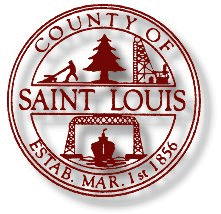 COUNTY OF
SAINT LOUIS
ESTAB. MAR. 1st 1856